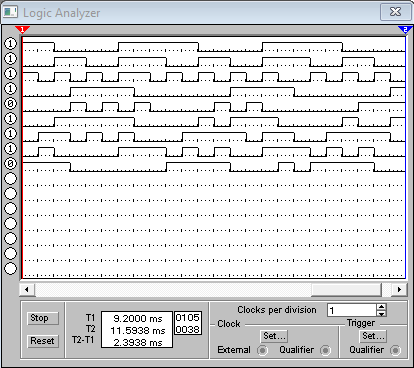 Logic Analyzer
1
2
1
1
1
1
0
1
1
1
0
Stop
Reset
T1 9.2000 ms 0105
T2 11.5938 ms 0038
T2-T1 2.3938 ms
Clocks per division 1
Clock
Set...
External Qualifier
Trigger
Set...
Qualifier